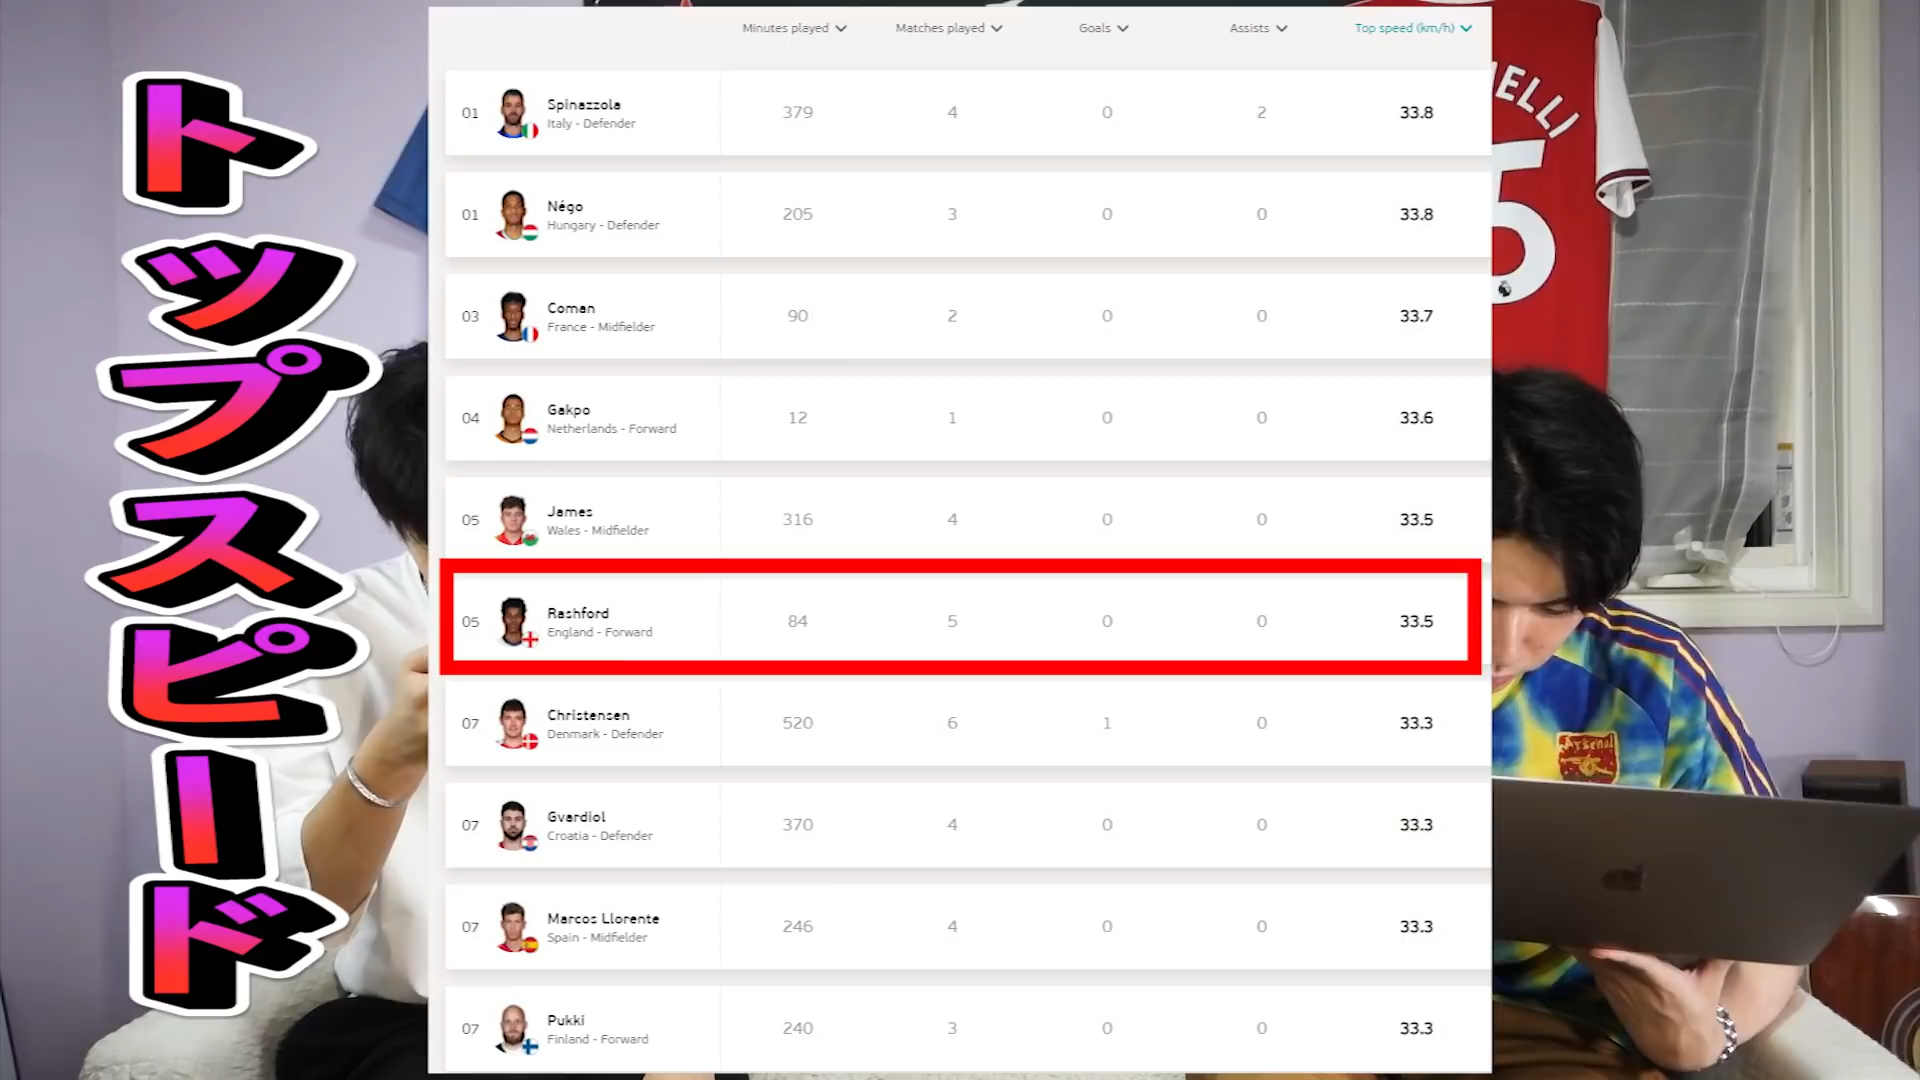 トップスピード
Minutes played Matches played Goals Assists Top speed (km/h)
01 Spinazzola 379 4 0 2 33.8
Italy - Defender
01 Négo 205 3 0 0 33.8
Hungary - Defender
03 Coman 90 2 0 0 33.7
France - Midfielder
04 Gakpo 12 1 0 0 33.6
Netherlands - Forward
05 James 316 4 0 0 33.5
Wales - Midfielder
05 Rashford 84 5 0 0 33.5
England - Forward
07 Christensen 520 6 1 0 33.3
Denmark - Defender
07 Gvardiol 370 4 0 0 33.3
Croatia - Defender
07 Marcos Llorente 246 4 0 0 33.3
Spain - Midfielder
07 Pukki 240 3 0 0 33.3
Finland - Forward
ELLI
5
Arsenal